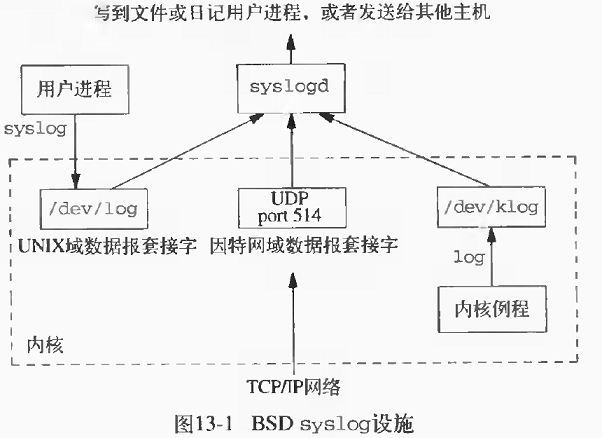 写到文件或日记用户进程，或者发送给其他主机
用户进程
syslogd
syslog
/dev/log
UDP
port 514
/dev/klog
UNIX域数据报套接字
因特网域数据报套接字
log
内核例程
内核
TCP/IP网络
图13-1 BSD syslog设施